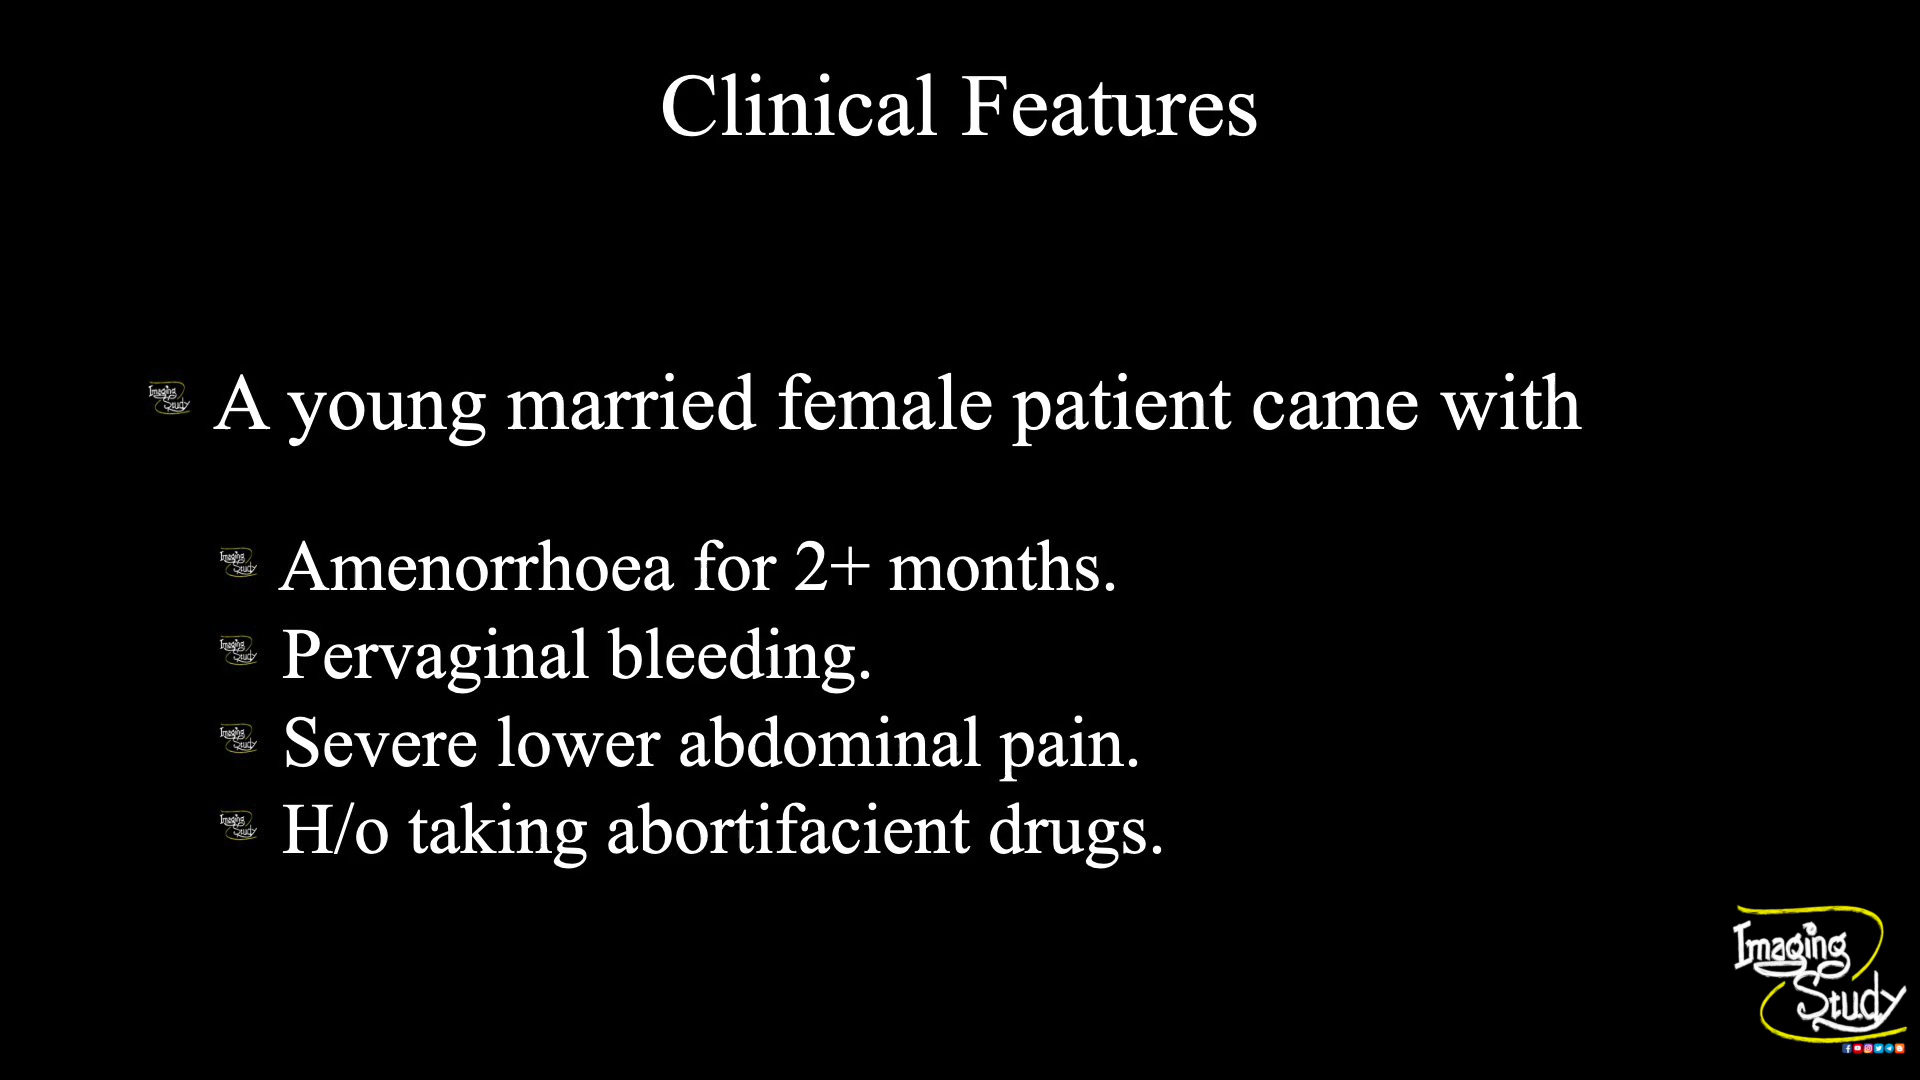 Clinical Features
A young married female patient came with
Amenorrhoea for 2+ months.
Pervaginal bleeding.
Severe lower abdominal pain.
H/o taking abortifacient drugs.
Imaging
Study